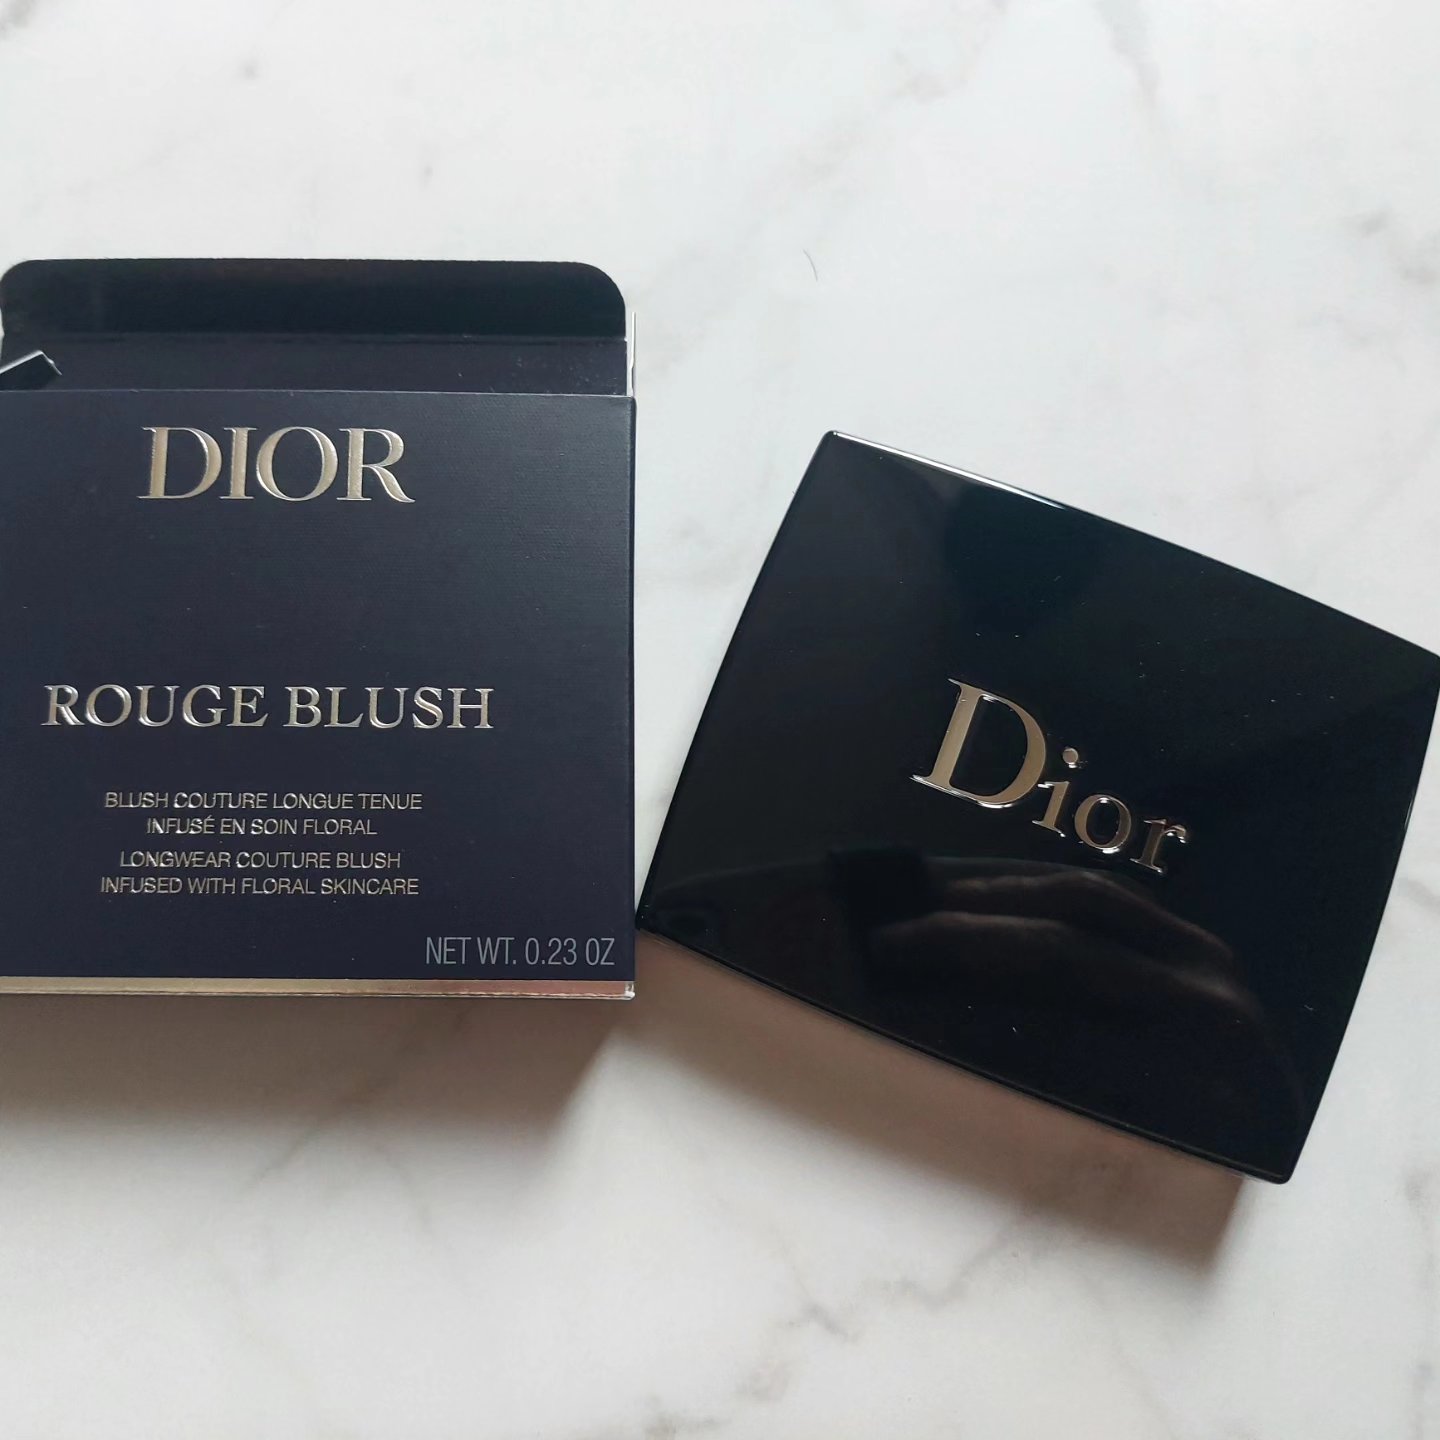 DIOR
ROUGE BLUSH
BLUSH COUTURE LONGUE TENUE
INFUSÉ EN SOIN FLORAL
LONGWEAR COUTURE BLUSH
INFUSED WITH FLORAL SKINCARE
NET WT. 0.23 OZ
Dior